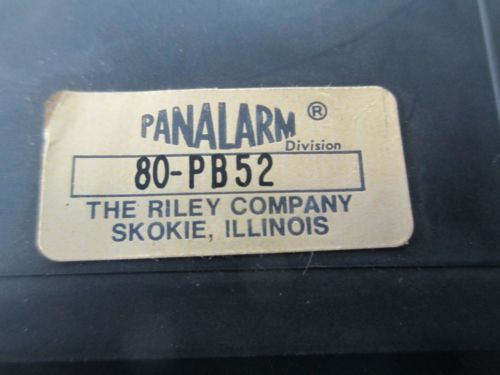 PANALARM ®
Division
80-PB52
THE RILEY COMPANY
SKOKIE, ILLINOIS